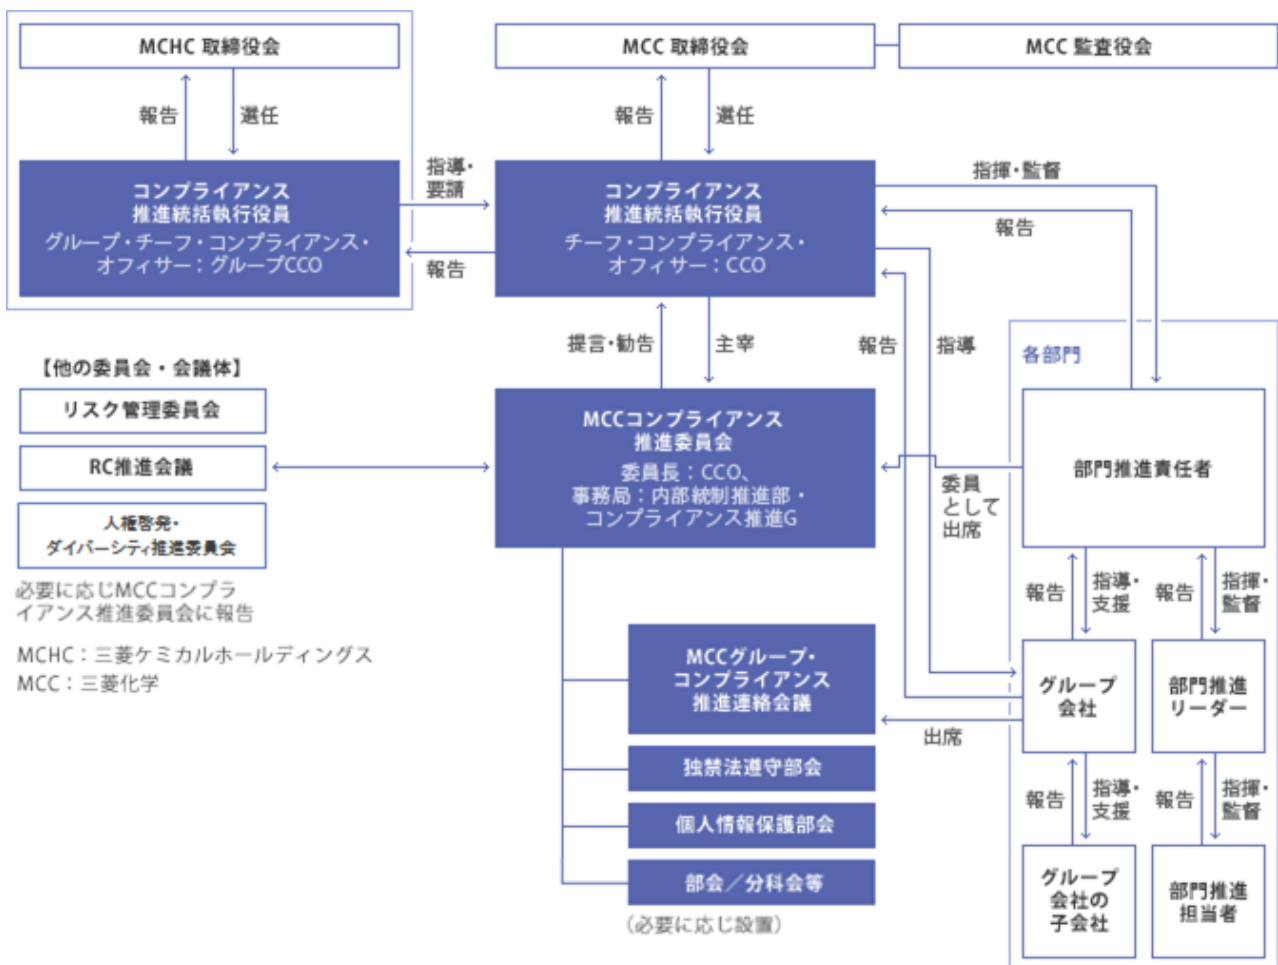 MCHC 取締役会
MCC 取締役会
MCC 監査役会
報告
選任
報告
選任
コンプライアンス
推進統括執行役員
グループ・チーフ・コンプライアンス・
オフィサー：グループCCO
指導・
要請
報告
コンプライアンス
推進統括執行役員
チーフ・コンプライアンス・
オフィサー：CCO
指揮・監督
報告
提言・勧告
主宰
報告
指導
各部門
【他の委員会・会議体】
リスク管理委員会
RC推進会議
人権啓発・
ダイバーシティ推進委員会
必要に応じMCCコンプラ
イアンス推進委員会に報告
MCHC：三菱ケミカルホールディングス
MCC：三菱化学
MCCコンプライアンス
推進委員会
委員長：CCO、
事務局：内部統制推進部・
コンプライアンス推進G
委員
として
出席
部門推進責任者
報告
指導・
支援
報告
指揮・
監督
MCCグループ・
コンプライアンス
推進連絡会議
出席
グループ
会社
部門推進
リーダー
独禁法遵守部会
個人情報保護部会
部会／分科会等
（必要に応じ設置）
報告
指導・
支援
報告
指揮・
監督
グループ
会社の
子会社
部門推進
担当者